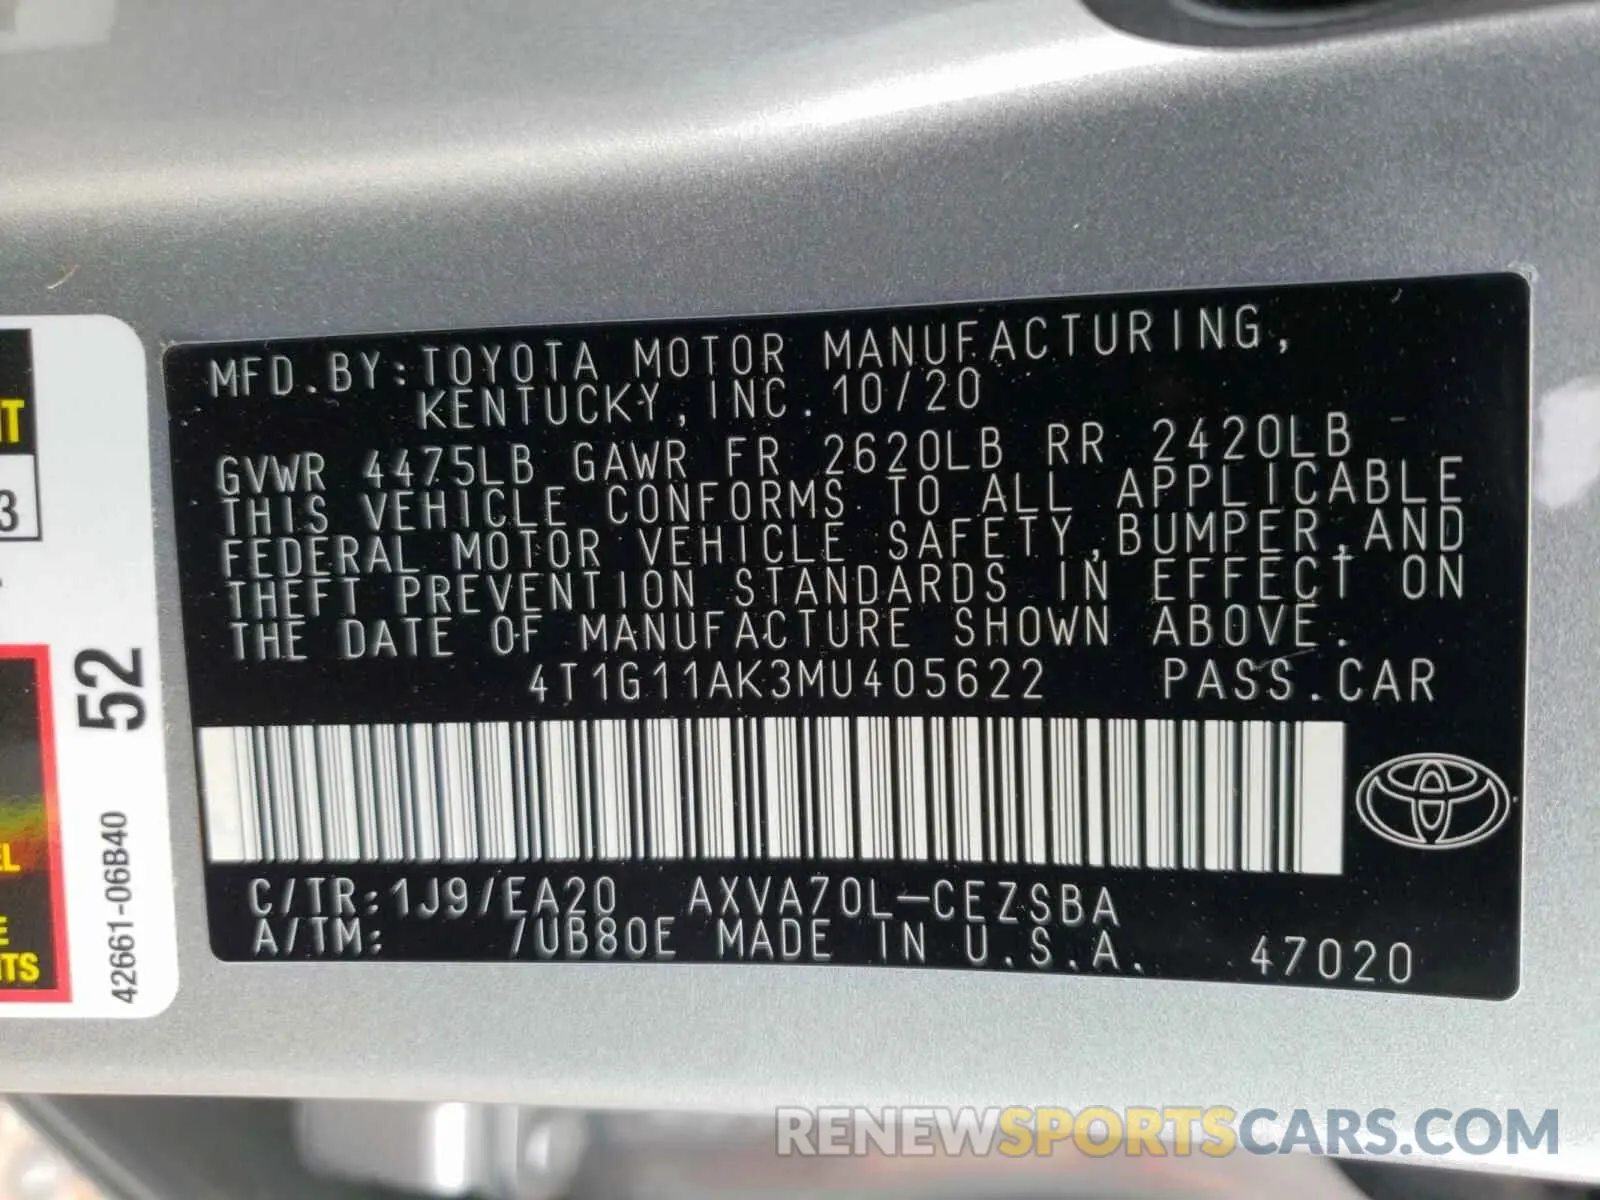 MFD.BY:TOYOTA MOTOR MANUFACTURING,
KENTUCKY, INC. 10/20
GVWR 4475LB GAWR FR 2620LB RR 2420LB
THIS VEHICLE CONFORMS TO ALL APPLICABLE
FEDERAL MOTOR VEHICLE SAFETY, BUMPER, AND
THEFT PREVENTION STANDARDS IN EFFECT ON
THE DATE OF MANUFACTURE SHOWN ABOVE.
4T1G11AK3MU405622 PASS.CAR
C/TR:1J9/EA20 AXVA70L-CEZSBA
A/TM: /UB80E MADE IN U.S.A. 47020
3
52
42661-06B40
RENEWSPORTSCARS.COM